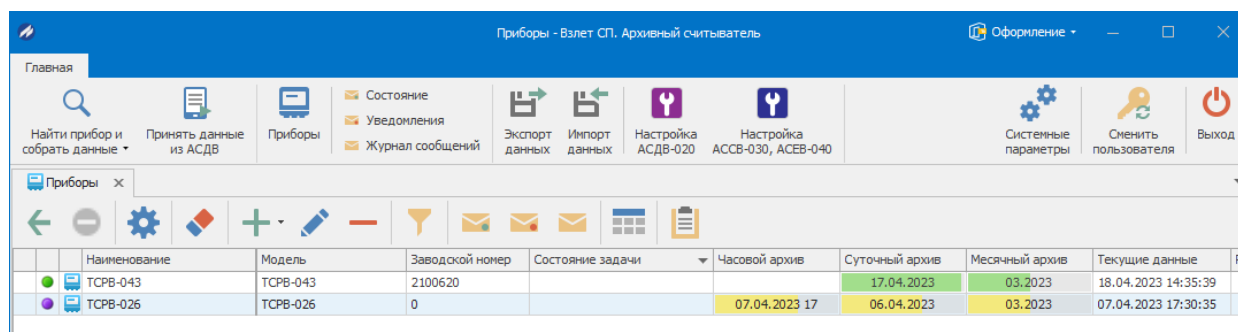 Приборы - Взлет СП. Архивный считыватель
Оформление
Главная
Найти прибор и собрать данные
Принять данные из АСДВ
Приборы
Состояние
Уведомления
Журнал сообщений
Экспорт данных
Импорт данных
Настройка АСДВ-020
Настройка АССВ-030, АСЕВ-040
Системные параметры
Сменить пользователя
Выход
Приборы
Наименование Модель Заводской номер Состояние задачи Часовой архив Суточный архив Месячный архив Текущие данные
ТСРВ-043 ТСРВ-043 2100620 17.04.2023 03.2023 18.04.2023 14:35:39
ТСРВ-026 ТСРВ-026 0 07.04.2023 17 06.04.2023 03.2023 07.04.2023 17:30:35